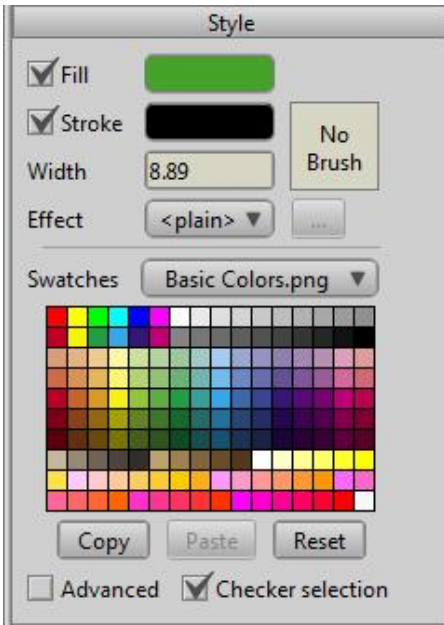 Style
Fill
Stroke
No
Brush
Width 8.89
Effect <plain> ...
Swatches Basic Colors.png
Copy Paste Reset
Advanced Checker selection